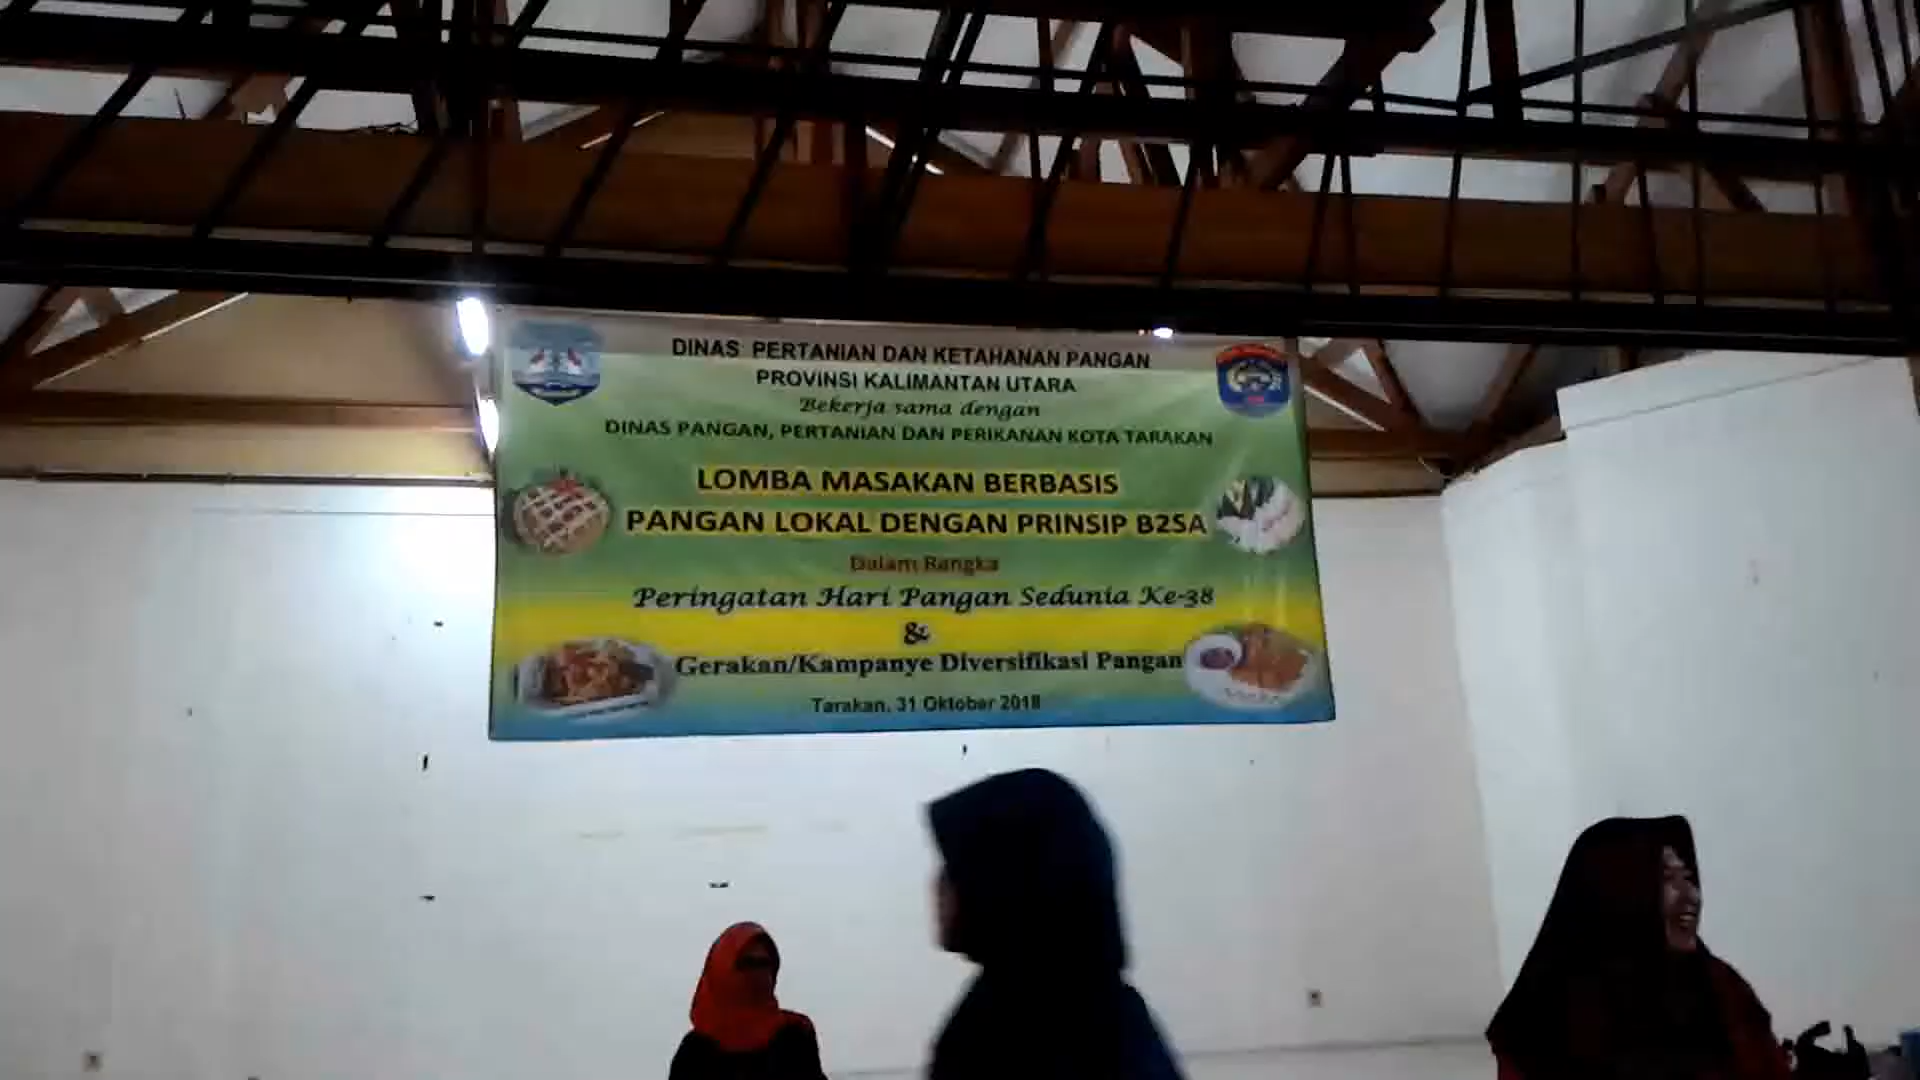 DINAS PERTANIAN DAN KETAHANAN PANGAN
PROVINSI KALIMANTAN UTARA
Bekerja sama dengan
DINAS PANGAN, PERTANIAN DAN PERIKANAN KOTA TARAKAN
LOMBA MASAKAN BERBASIS
PANGAN LOKAL DENGAN PRINSIP B2SA
Dalam Rangka
Peringatan Hari Pangan Sedunia Ke-38
&
Gerakan/Kampanye Diversifikasi Pangan
Tarakan, 31 Oktober 2018